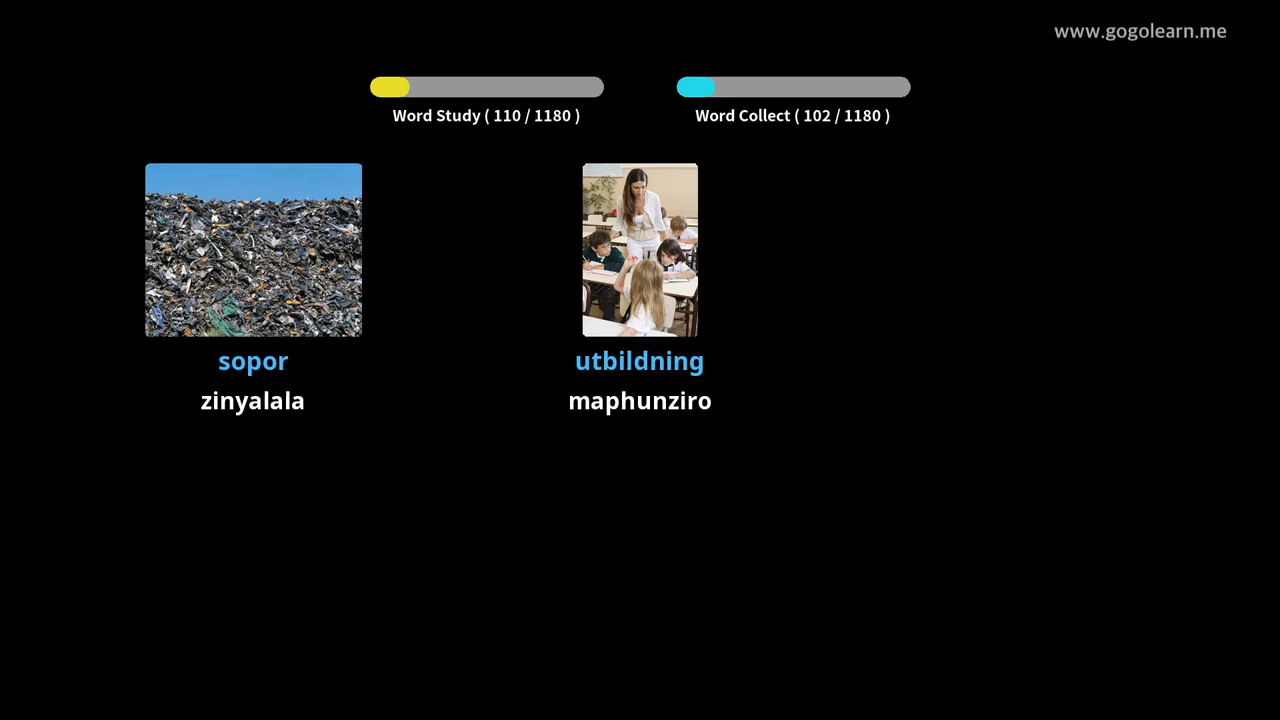 www.gogolearn.me
Word Study ( 110 / 1180 )
Word Collect ( 102 / 1180 )
sopor
zinyalala
utbildning
maphunziro